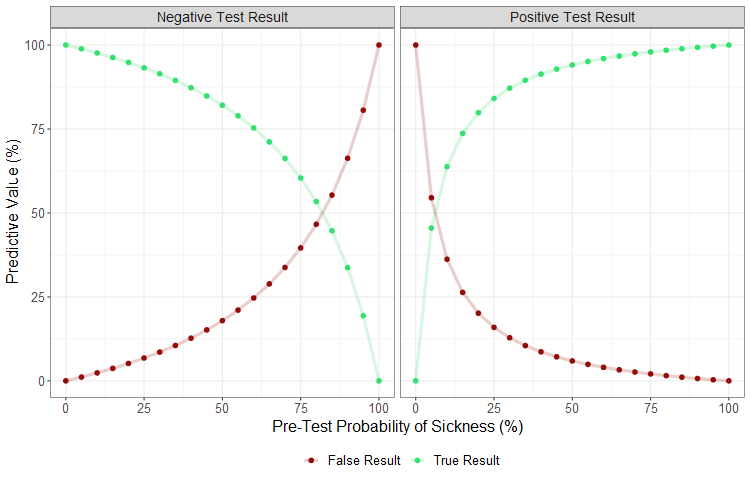 Negative Test Result
Positive Test Result
Predictive Value (%)
100
75
50
25
0
0 25 50 75 100
0 25 50 75 100
Pre-Test Probability of Sickness (%)
False Result
True Result